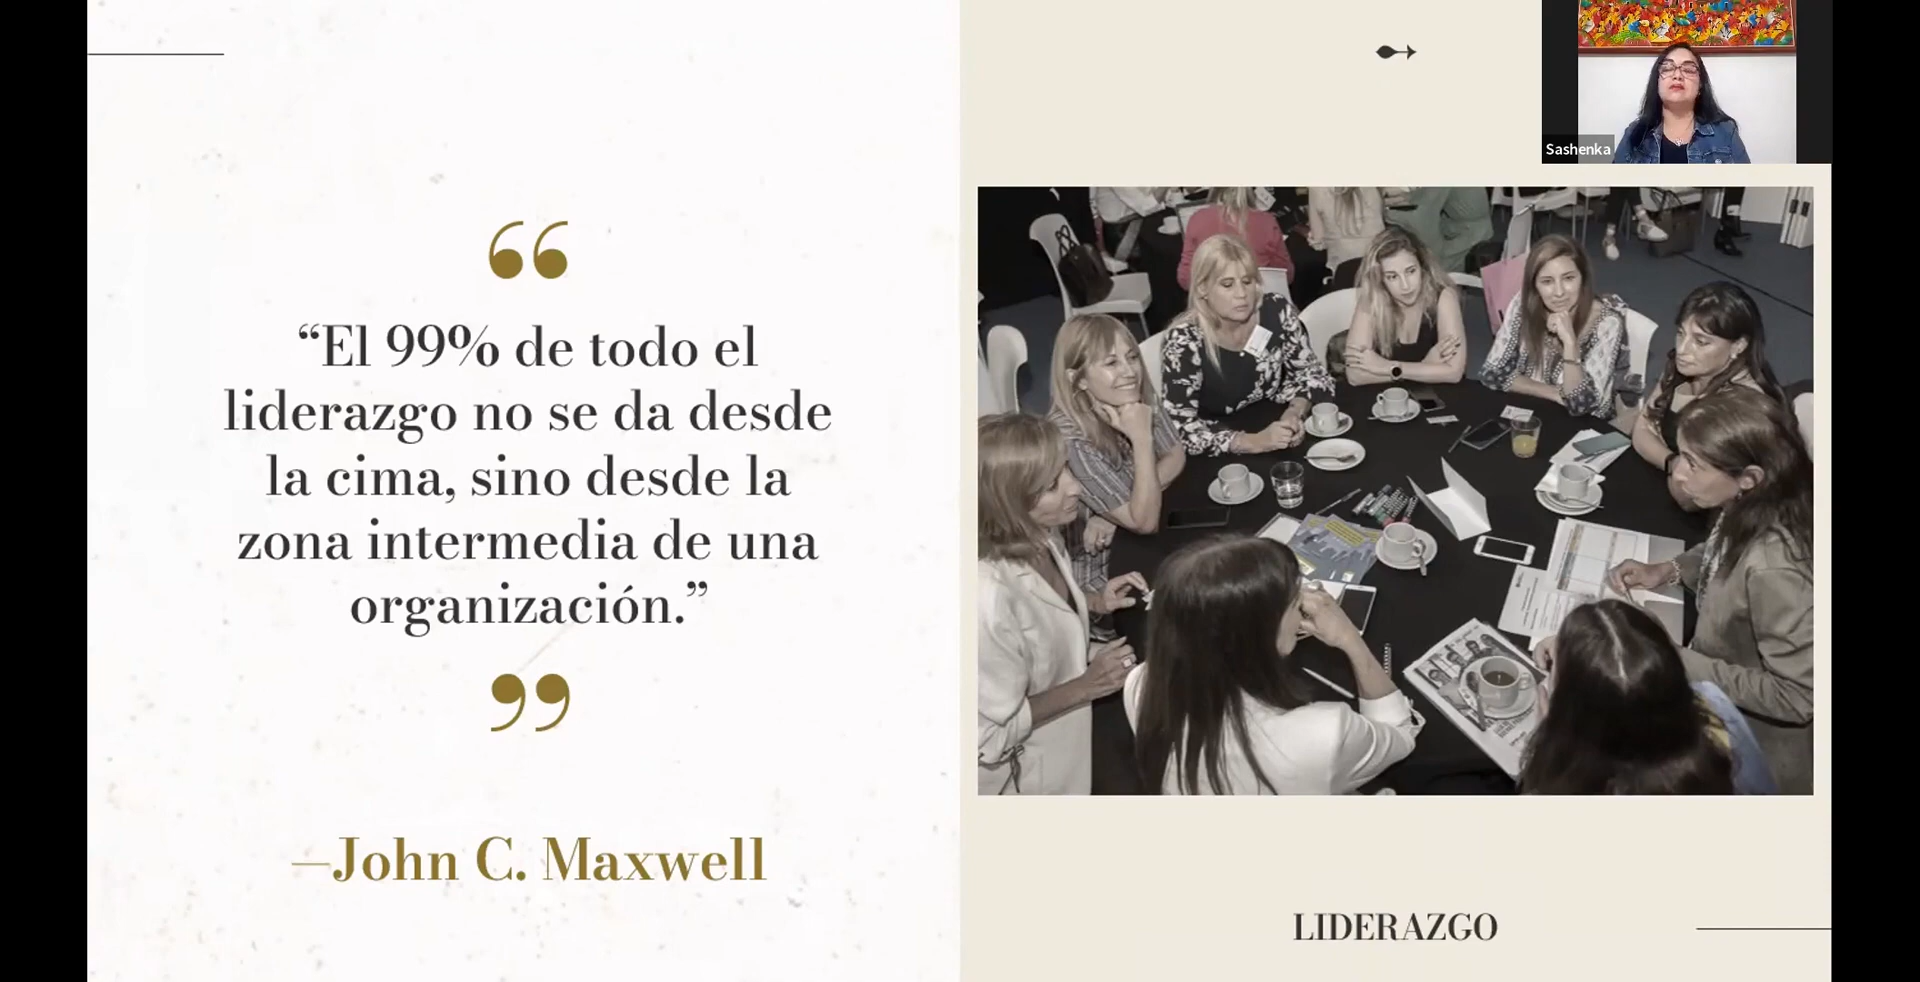 “El 99% de todo el
liderazgo no se da desde
la cima, sino desde la
zona intermedia de una
organización.”
—John C. Maxwell
Sashenka
LIDERAZGO